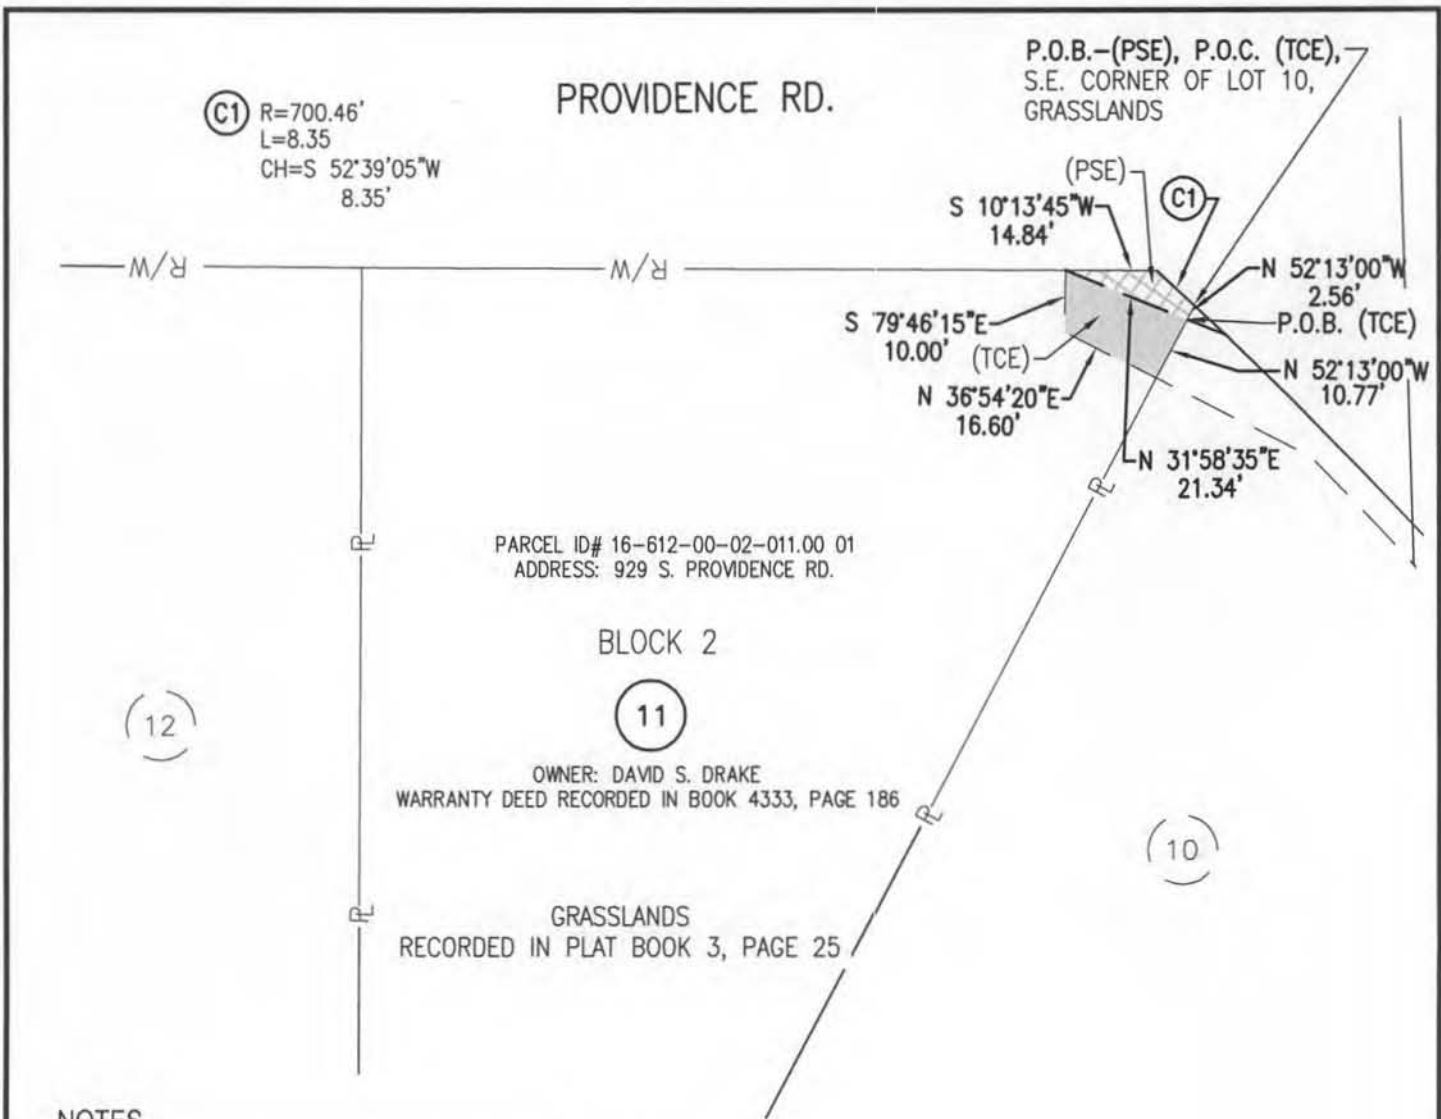 P.O.B.-(PSE), P.O.C. (TCE),
S.E. CORNER OF LOT 10,
GRASSLANDS
PROVIDENCE RD.
C1 R=700.46'
L=8.35
CH=S 52°39'05"W
8.35'
(PSE)
C1
S 10°13'45"W
14.84'
R/W
R/W
N 52°13'00"W
2.56'
P.O.B. (TCE)
S 79°46'15"E
10.00'
(TCE)
N 52°13'00"W
10.77'
N 36°54'20"E
16.60'
N 31°58'35"E
21.34'
PL
PL
PARCEL ID# 16-612-00-02-011.00 01
ADDRESS: 929 S. PROVIDENCE RD.
BLOCK 2
11
12
OWNER: DAVID S. DRAKE
WARRANTY DEED RECORDED IN BOOK 4333, PAGE 186
PL
10
PL
GRASSLANDS
RECORDED IN PLAT BOOK 3, PAGE 25
NOTES